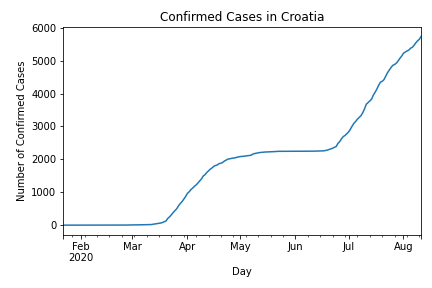 Confirmed Cases in Croatia
Number of Confirmed Cases
6000
5000
4000
3000
2000
1000
0
Feb Mar Apr May Jun Jul Aug
2020
Day